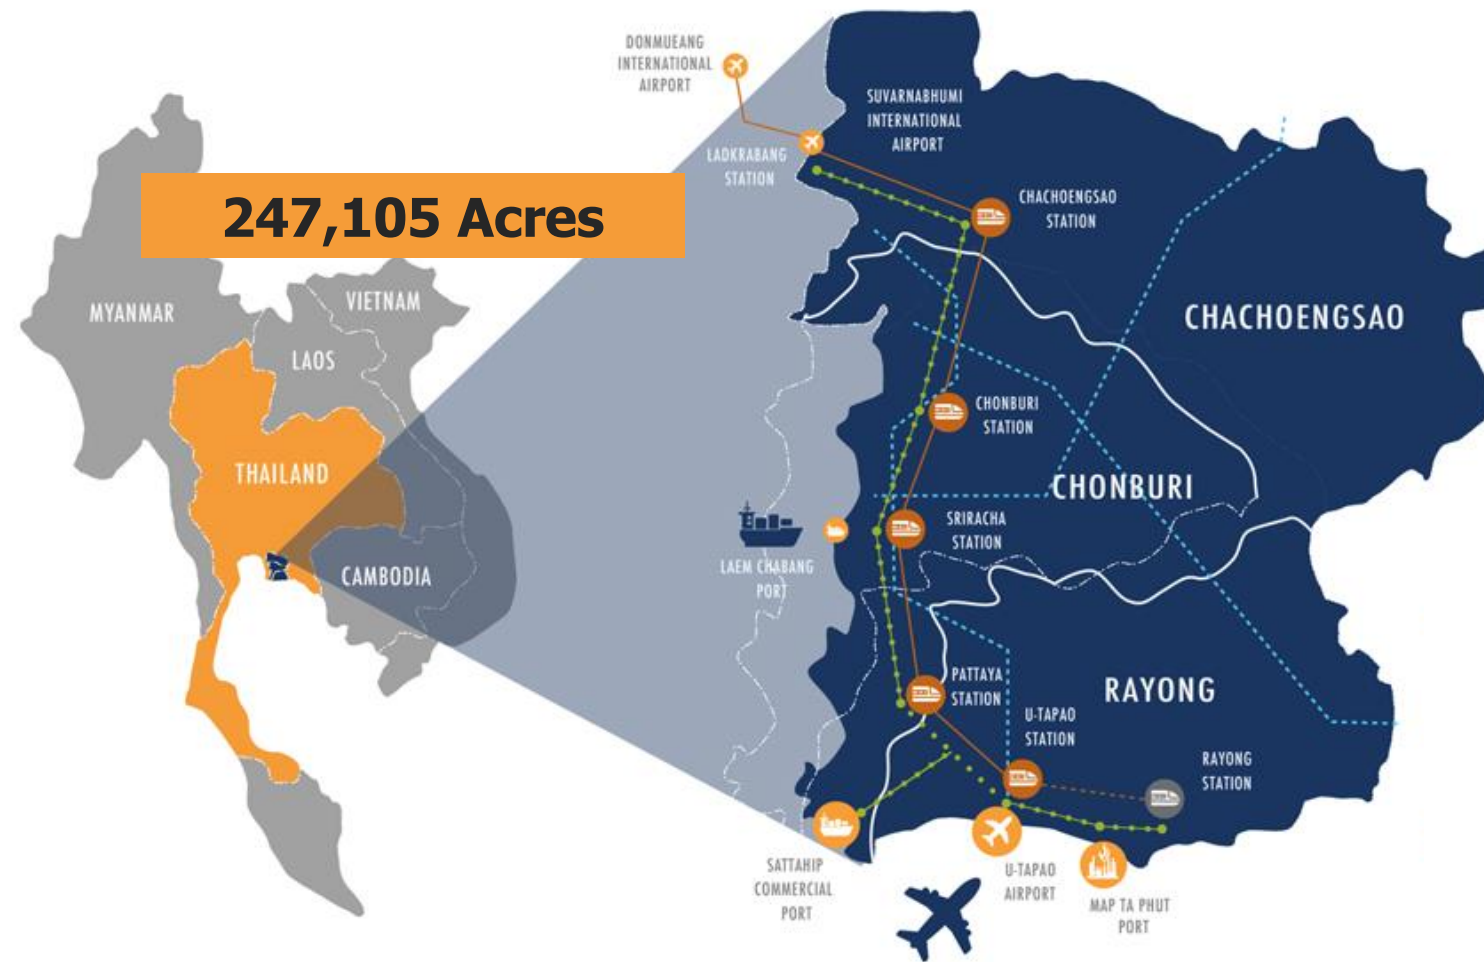 DONMUEANG
INTERNATIONAL
AIRPORT
SUVARNABHUMI
INTERNATIONAL
AIRPORT
LADKRABANG
STATION
CHACHOENGSAO
STATION
247,105 Acres
MYANMAR
VIETNAM
LAOS
CHACHOENGSAO
THAILAND
CHONBURI
STATION
CHONBURI
SRIRACHA
STATION
LAEM CHABANG
PORT
CAMBODIA
PATTAYA
STATION
RAYONG
U-TAPAO
STATION
RAYONG
STATION
SATTAHIP
COMMERCIAL
PORT
U-TAPAO
AIRPORT
MAP TA PHUT
PORT